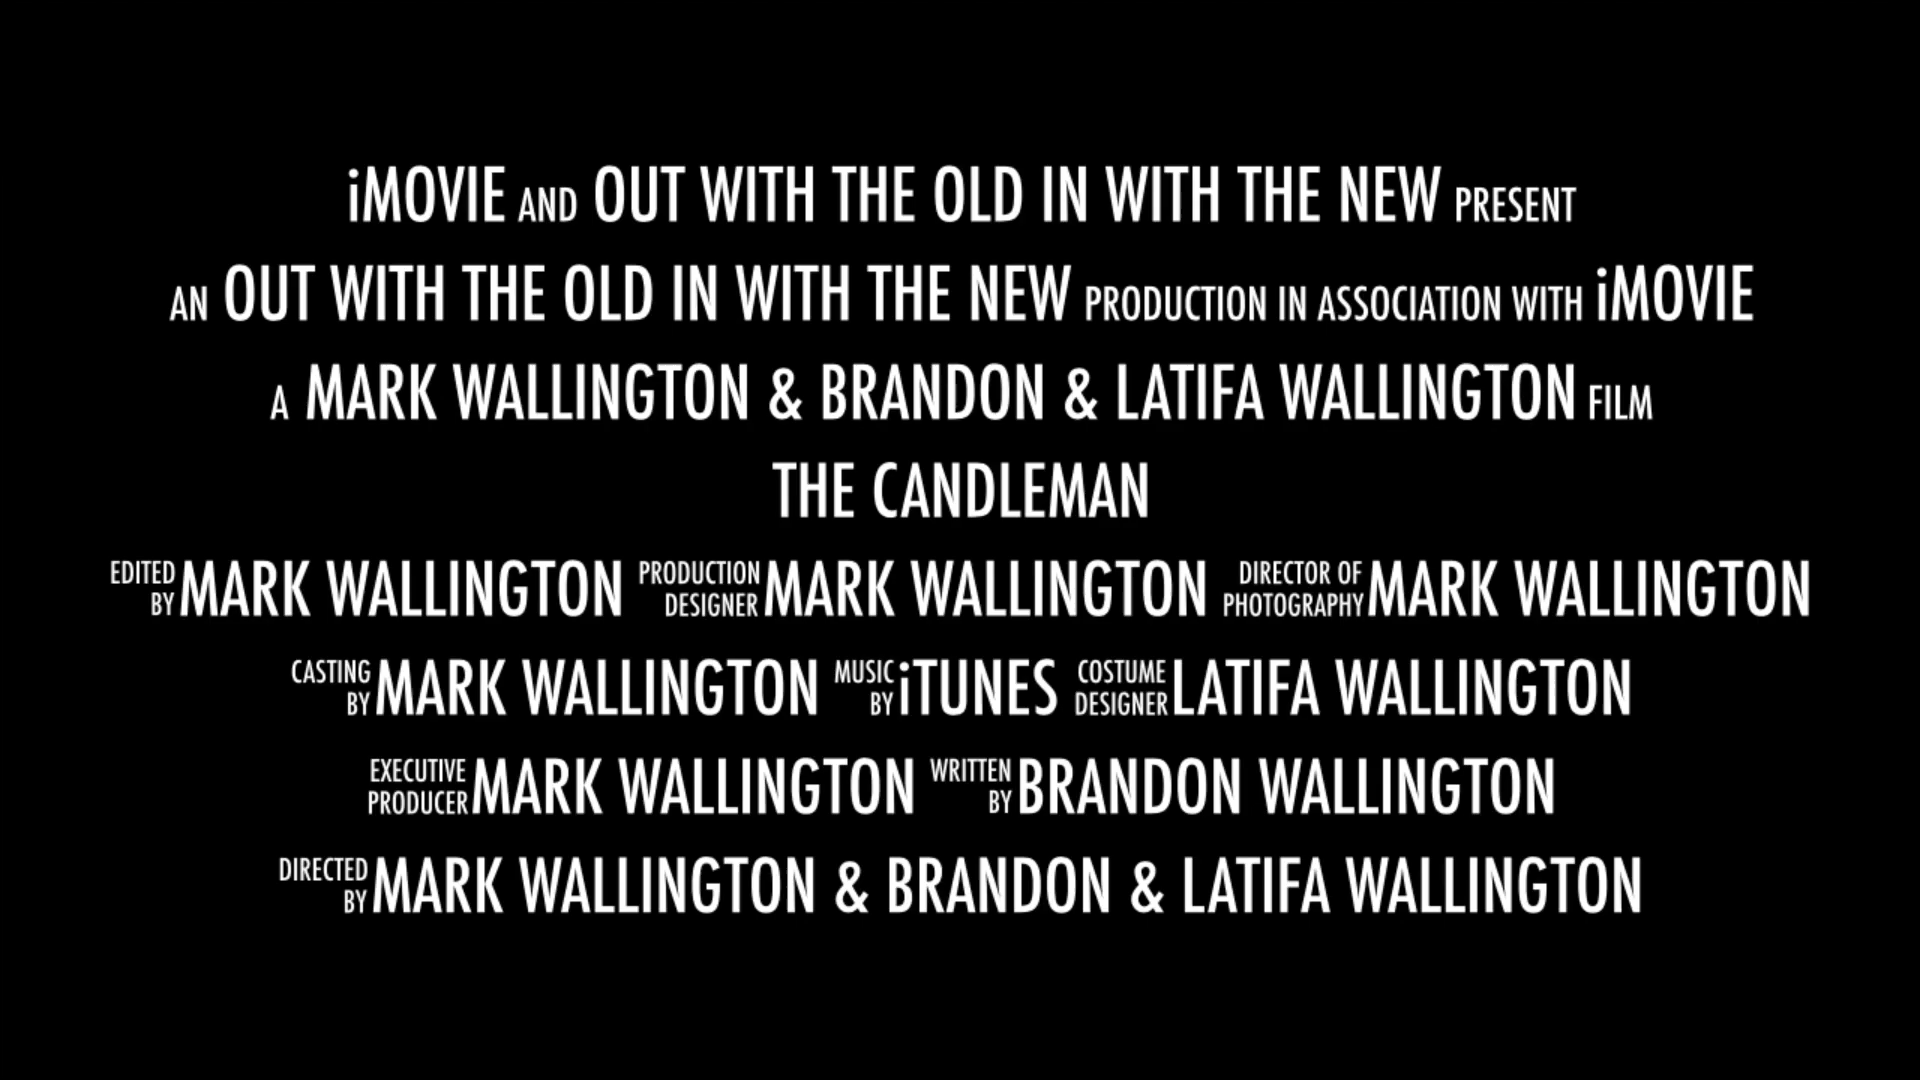 iMOVIE AND OUT WITH THE OLD IN WITH THE NEW PRESENT
AN OUT WITH THE OLD IN WITH THE NEW PRODUCTION IN ASSOCIATION WITH iMOVIE
A MARK WALLINGTON & BRANDON & LATIFA WALLINGTON FILM
THE CANDLEMAN
EDITED BY MARK WALLINGTON PRODUCTION DESIGNER MARK WALLINGTON DIRECTOR OF PHOTOGRAPHY MARK WALLINGTON
CASTING BY MARK WALLINGTON MUSIC BY iTUNES COSTUME DESIGNER LATIFA WALLINGTON
EXECUTIVE PRODUCER MARK WALLINGTON WRITTEN BY BRANDON WALLINGTON
DIRECTED BY MARK WALLINGTON & BRANDON & LATIFA WALLINGTON